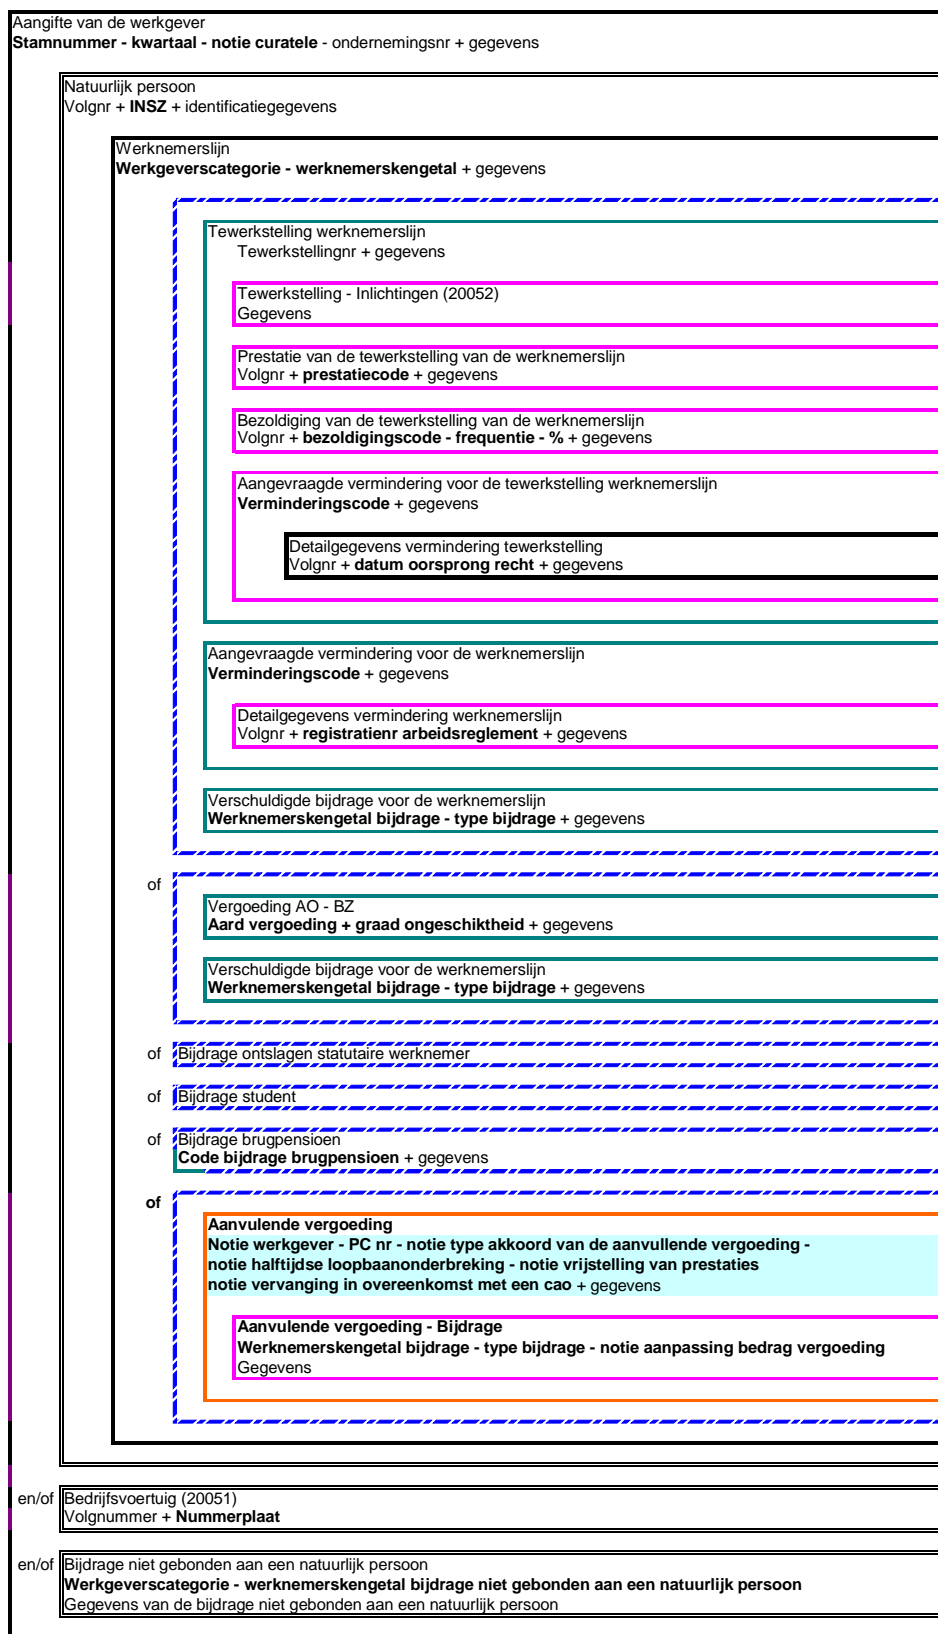 Aangifte van de werkgever
Stamnummer - kwartaal - notie curatele - ondernemingsnr + gegevens
Natuurlijk persoon
Volgnr + INSZ + identificatiegegevens
Werknemerslijn
Werkgeverscategorie - werknemerskengetal + gegevens
Tewerkstelling werknemerslijn
Tewerkstellingnr + gegevens
Tewerkstelling - Inlichtingen (20052)
Gegevens
Prestatie van de tewerkstelling van de werknemerslijn
Volgnr + prestatiecode + gegevens
Bezoldiging van de tewerkstelling van de werknemerslijn
Volgnr + bezoldigingscode - frequentie - % + gegevens
Aangevraagde vermindering voor de tewerkstelling werknemerslijn
Verminderingscode + gegevens
Detailgegevens vermindering tewerkstelling
Volgnr + datum oorsprong recht + gegevens
Aangevraagde vermindering voor de werknemerslijn
Verminderingscode + gegevens
Detailgegevens vermindering werknemerslijn
Volgnr + registratienr arbeidsreglement + gegevens
Verschuldigde bijdrage voor de werknemerslijn
Werknemerskengetal bijdrage - type bijdrage + gegevens
of
Vergoeding AO - BZ
Aard vergoeding + graad ongeschiktheid + gegevens
Verschuldigde bijdrage voor de werknemerslijn
Werknemerskengetal bijdrage - type bijdrage + gegevens
of Bijdrage ontslagen statutaire werknemer
of Bijdrage student
of Bijdrage brugpensioen
Code bijdrage brugpensioen + gegevens
of
Aanvulende vergoeding
Notie werkgever - PC nr - notie type akkoord van de aanvullende vergoeding -
notie halftijdse loopbaanonderbreking - notie vrijstelling van prestaties
notie vervanging in overeenkomst met een cao + gegevens
Aanvulende vergoeding - Bijdrage
Werknemerskengetal bijdrage - type bijdrage - notie aanpassing bedrag vergoeding
Gegevens
en/of Bedrijfsvoertuig (20051)
Volgnummer + Nummerplaat
en/of Bijdrage niet gebonden aan een natuurlijk persoon
Werkgeverscategorie - werknemerskengetal bijdrage niet gebonden aan een natuurlijk persoon
Gegevens van de bijdrage niet gebonden aan een natuurlijk persoon